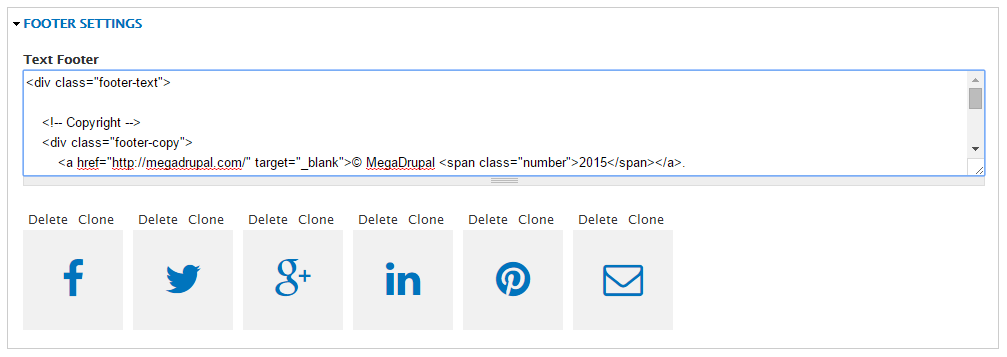 FOOTER SETTINGS
Text Footer
<div class="footer-text">
<!-- Copyright -->
<div class="footer-copy">
<a href="http://megadrupal.com/" target="_blank">© MegaDrupal <span class="number">2015</span></a>.
Delete Clone Delete Clone Delete Clone Delete Clone Delete Clone Delete Clone